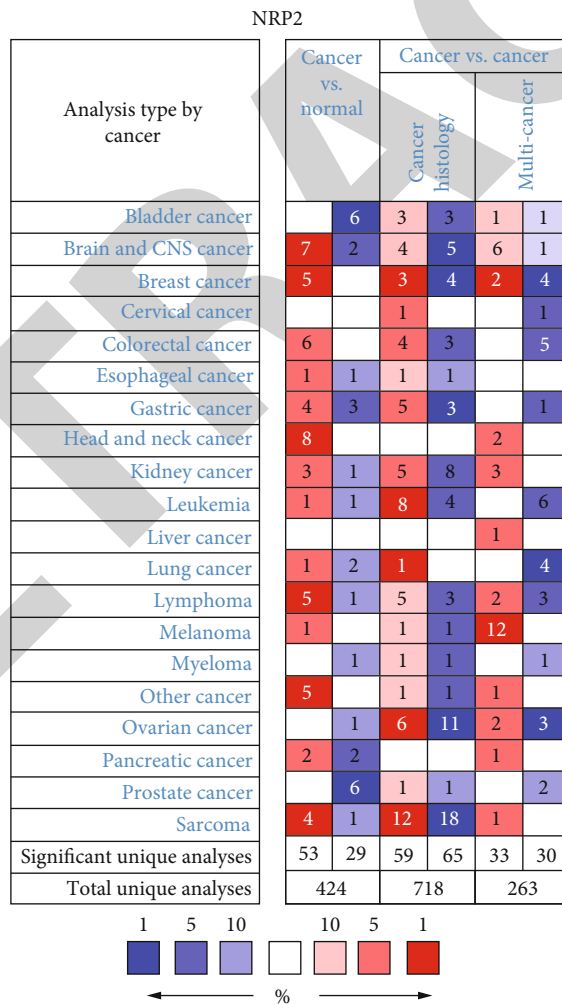 NRP2
Analysis type by
cancer
Cancer
vs.
normal
Cancer vs. cancer
Cancer
histology
Multi-cancer
Bladder cancer 6 3 3 1 1
Brain and CNS cancer 7 2 4 5 6 1
Breast cancer 5 3 4 2 4
Cervical cancer 1 1
Colorectal cancer 6 4 3 5
Esophageal cancer 1 1 1 1
Gastric cancer 4 3 5 3 1
Head and neck cancer 8 2
Kidney cancer 3 1 5 8 3
Leukemia 1 1 8 4 6
Liver cancer 1
Lung cancer 1 2 1 4
Lymphoma 5 1 5 3 2 3
Melanoma 1 1 1 12
Myeloma 1 1 1 1
Other cancer 5 1 1 1
Ovarian cancer 1 6 11 2 3
Pancreatic cancer 2 2 1
Prostate cancer 6 1 1 2
Sarcoma 4 1 12 18 1
Significant unique analyses 53 29 59 65 33 30
Total unique analyses 424 718 263
1 5 10 10 5 1
%